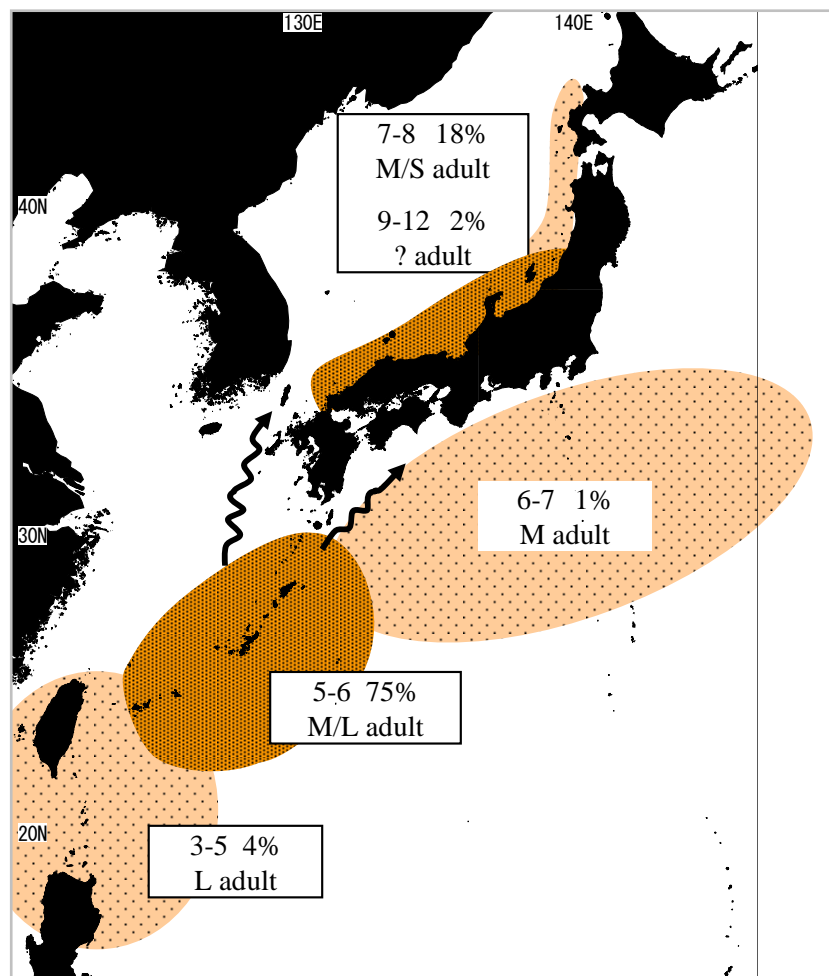 130E
140E
7-8 18%
M/S adult
9-12 2%
? adult
40N
6-7 1%
M adult
30N
5-6 75%
M/L adult
20N
3-5 4%
L adult